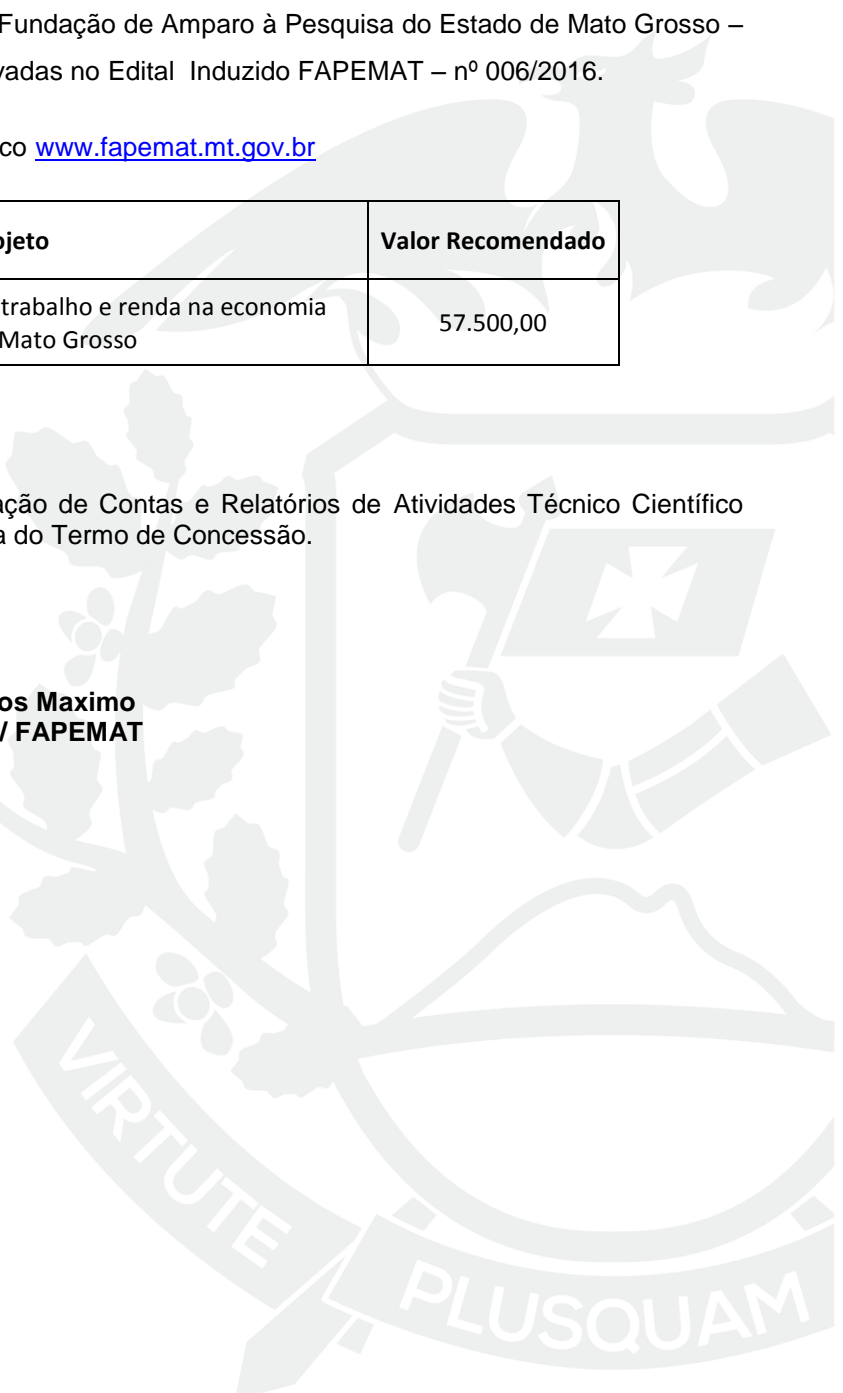 Fundação de Amparo à Pesquisa do Estado de Mato Grosso –
vadas no Edital Induzido FAPEMAT – nº 006/2016.
co www.fapemat.mt.gov.br
ojeto Valor Recomendado
trabalho e renda na economia
Mato Grosso
57.500,00
ação de Contas e Relatórios de Atividades Técnico Científico
a do Termo de Concessão.
os Maximo
/ FAPEMAT
VIRTUTE
PLUSQUAM